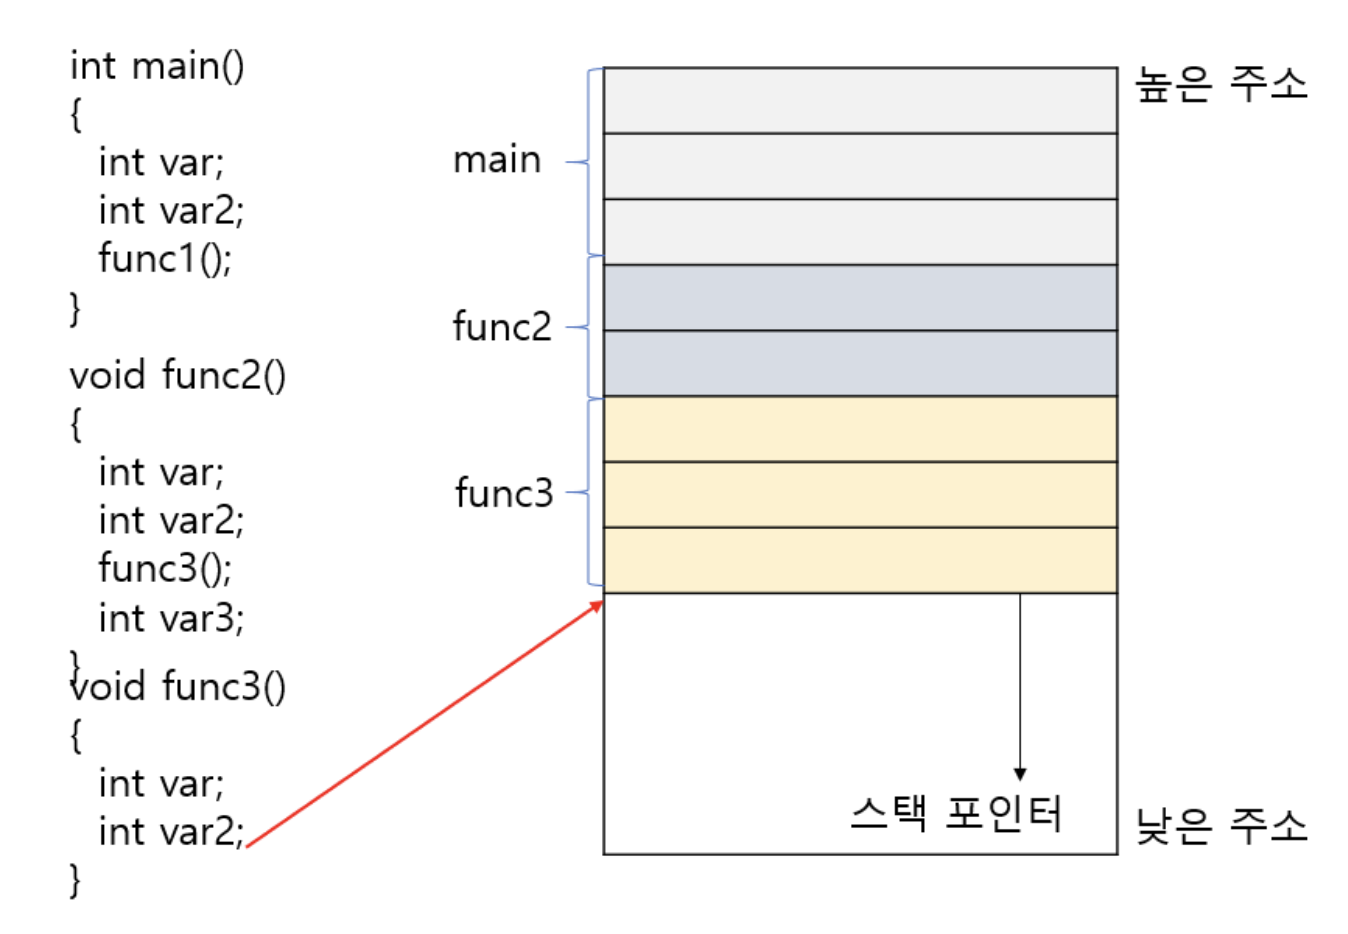 int main()
{
int var;
int var2;
func1();
}
void func2()
{
int var;
int var2;
func3();
int var3;
}
void func3()
{
int var;
int var2;
}
main
func2
func3
높은 주소
스택 포인터
낮은 주소